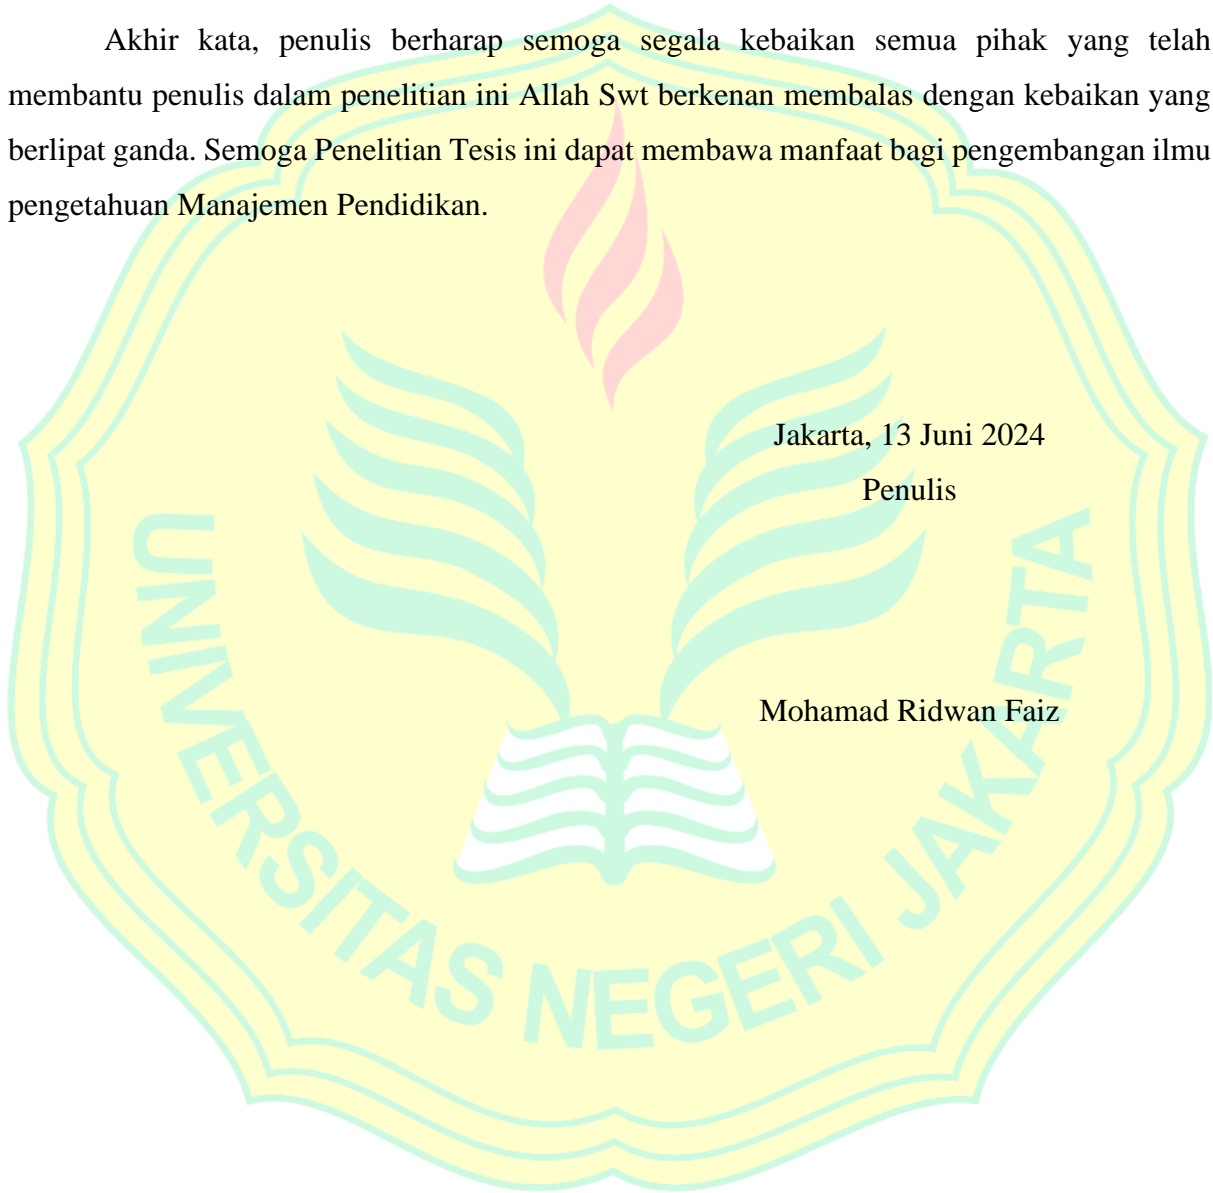 Akhir kata, penulis berharap semoga segala kebaikan semua pihak yang telah
membantu penulis dalam penelitian ini Allah Swt berkenan membalas dengan kebaikan yang
berlipat ganda. Semoga Penelitian Tesis ini dapat membawa manfaat bagi pengembangan ilmu
pengetahuan Manajemen Pendidikan.
Jakarta, 13 Juni 2024
Penulis
Mohamad Ridwan Faiz
UNIVERSITAS NEGERI JAKARTA